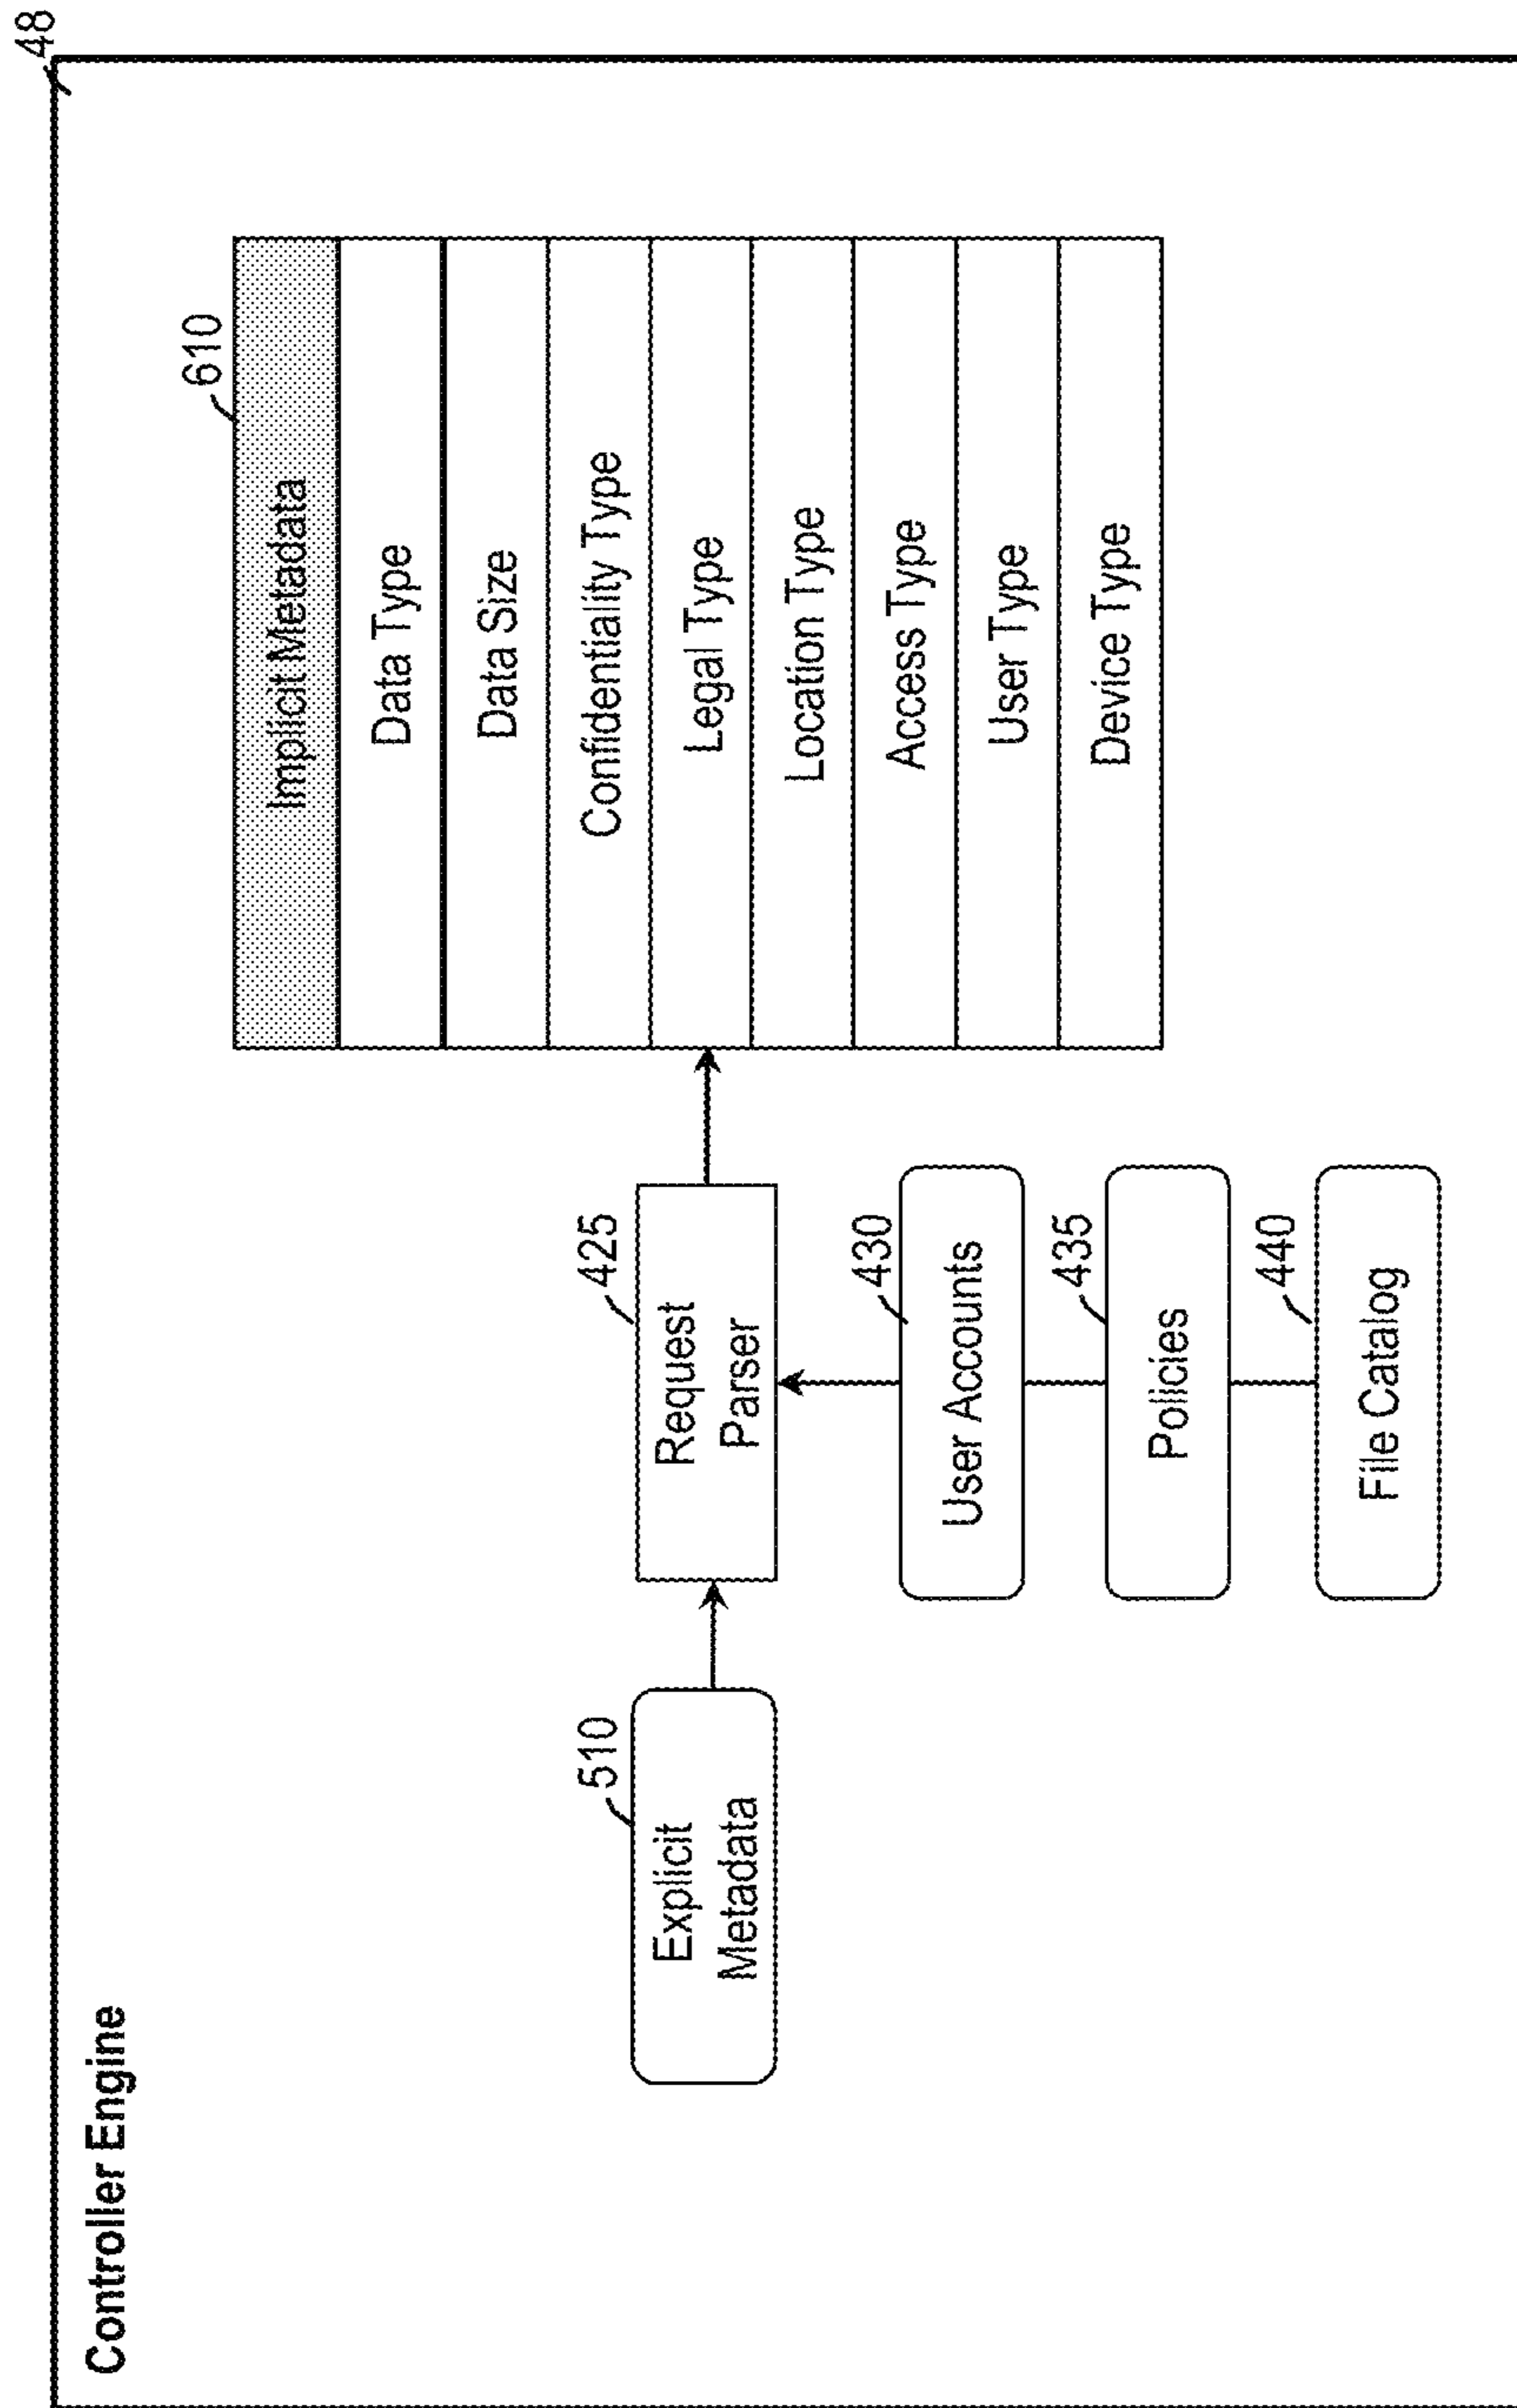 48
Controller Engine
510
Explicit
Metadata
425
Request
Parser
430
User Accounts
435
Policies
440
File Catalog
610
Implicit Metadata
Data Type
Data Size
Confidentiality Type
Legal Type
Location Type
Access Type
User Type
Device Type